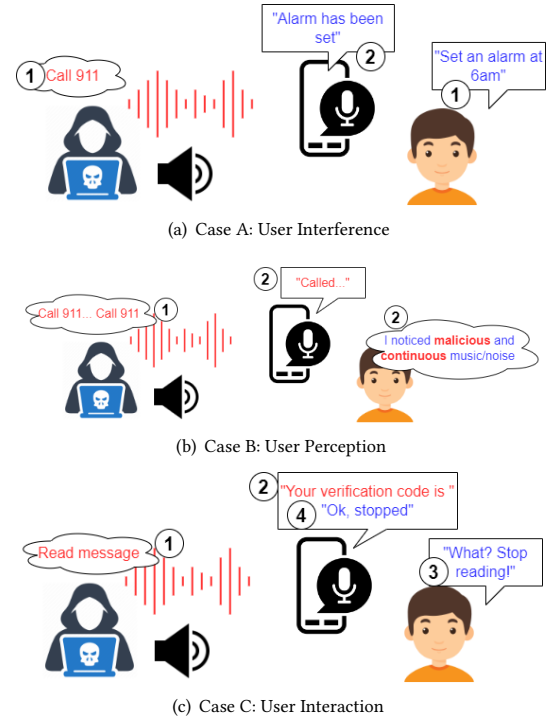 "Alarm has been
set"
2
1
Call 911
"Set an alarm at
6am"
1
(a) Case A: User Interference
2
"Called..."
Call 911... Call 911
1
2
I noticed malicious and
continuous music/noise
(b) Case B: User Perception
2
"Your verification code is "
4
"Ok, stopped"
1
Read message
3
"What? Stop
reading!"
(c) Case C: User Interaction